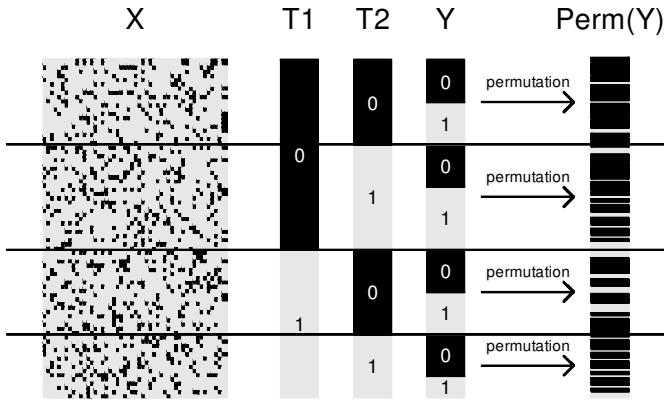 X T1 T2 Y Perm(Y)
0 0 permutation
1
0 0 permutation
1 1
0 0 permutation
1 1
0 permutation
1 1